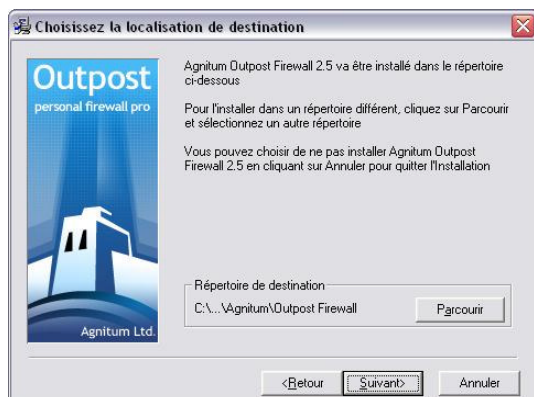 Choisissez la localisation de destination
Outpost
personal firewall pro
Agnitum Ltd.
Agnitum Outpost Firewall 2.5 va être installé dans le répertoire
ci-dessous
Pour l'installer dans un répertoire différent, cliquez sur Parcourir
et sélectionnez un autre répertoire
Vous pouvez choisir de ne pas installer Agnitum Outpost
Firewall 2.5 en cliquant sur Annuler pour quitter l'Installation
Répertoire de destination
C:\...\Agnitum\Outpost Firewall
Parcourir
<Retour
Suivant>
Annuler